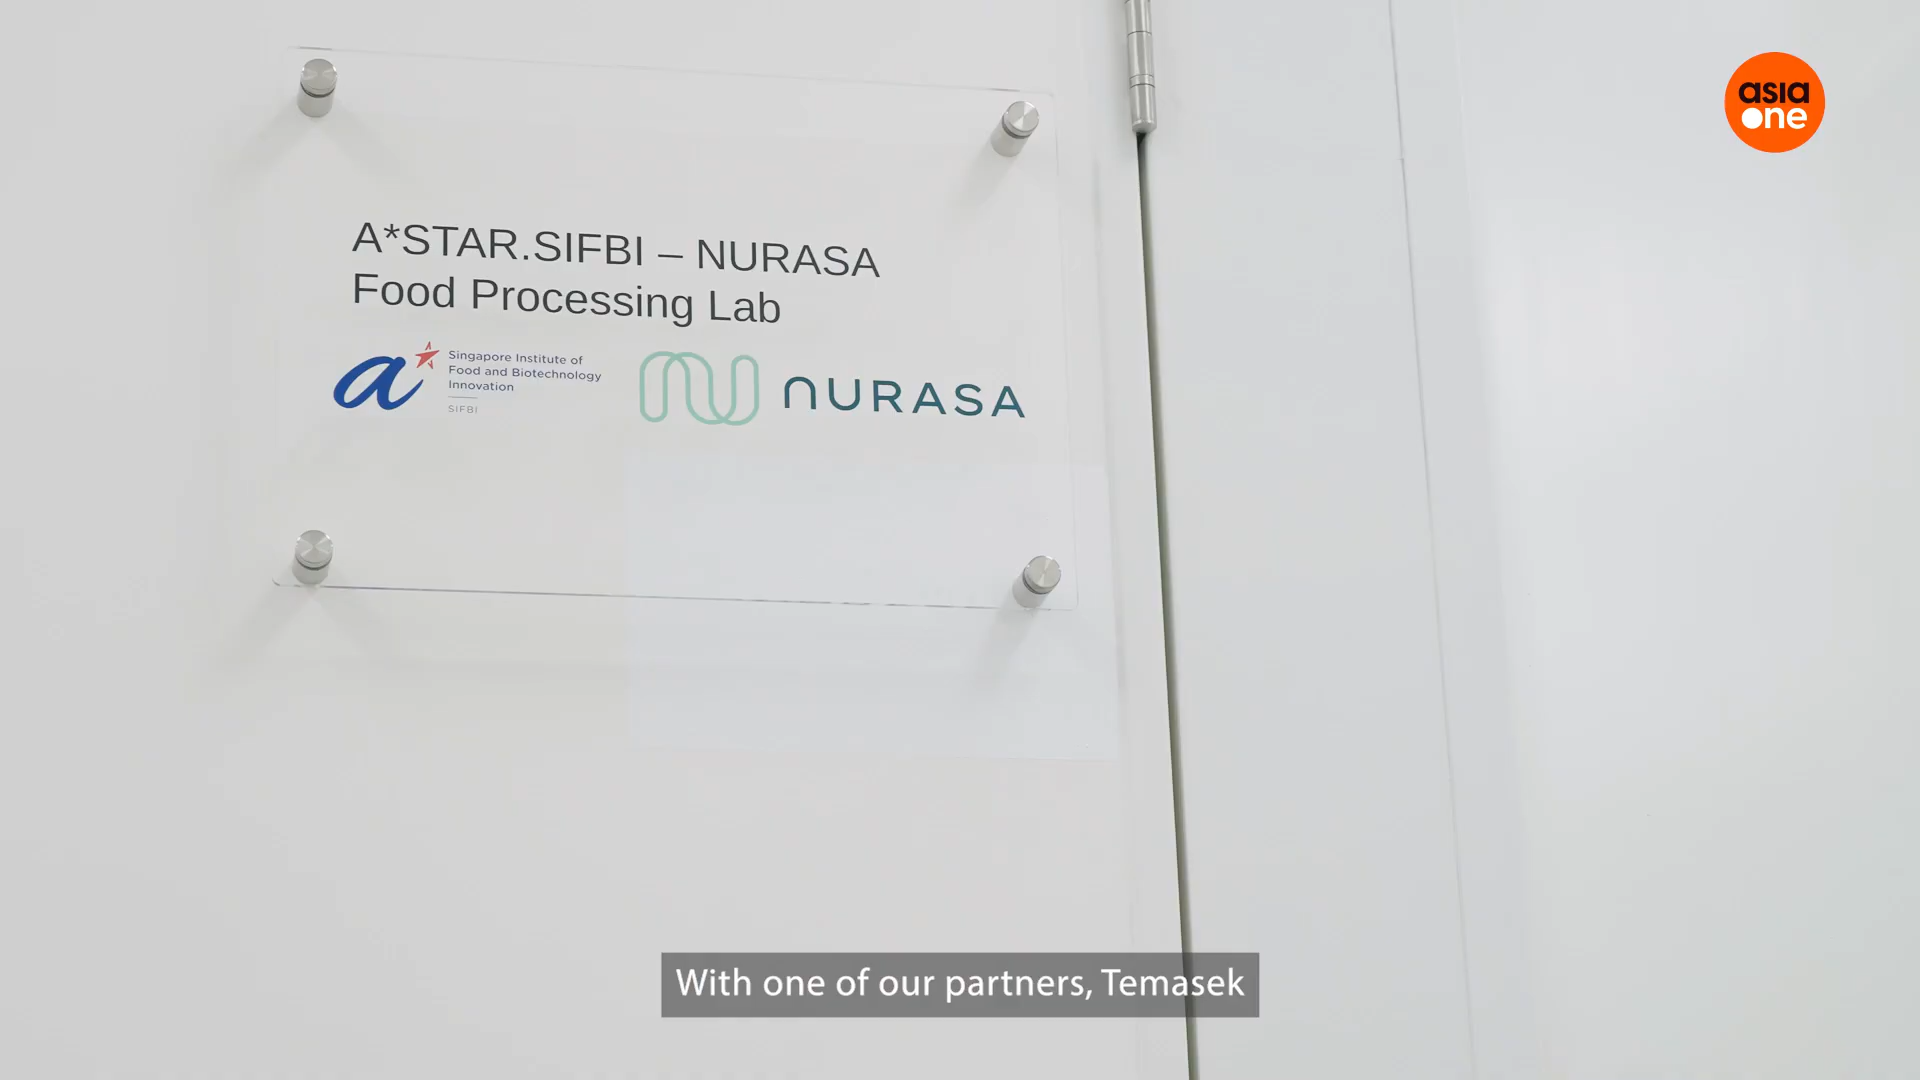 asia
one
A*STAR.SIFBI – NURASA
Food Processing Lab
a
Singapore Institute of
Food and Biotechnology
Innovation
SIFBI
NURASA
With one of our partners, Temasek